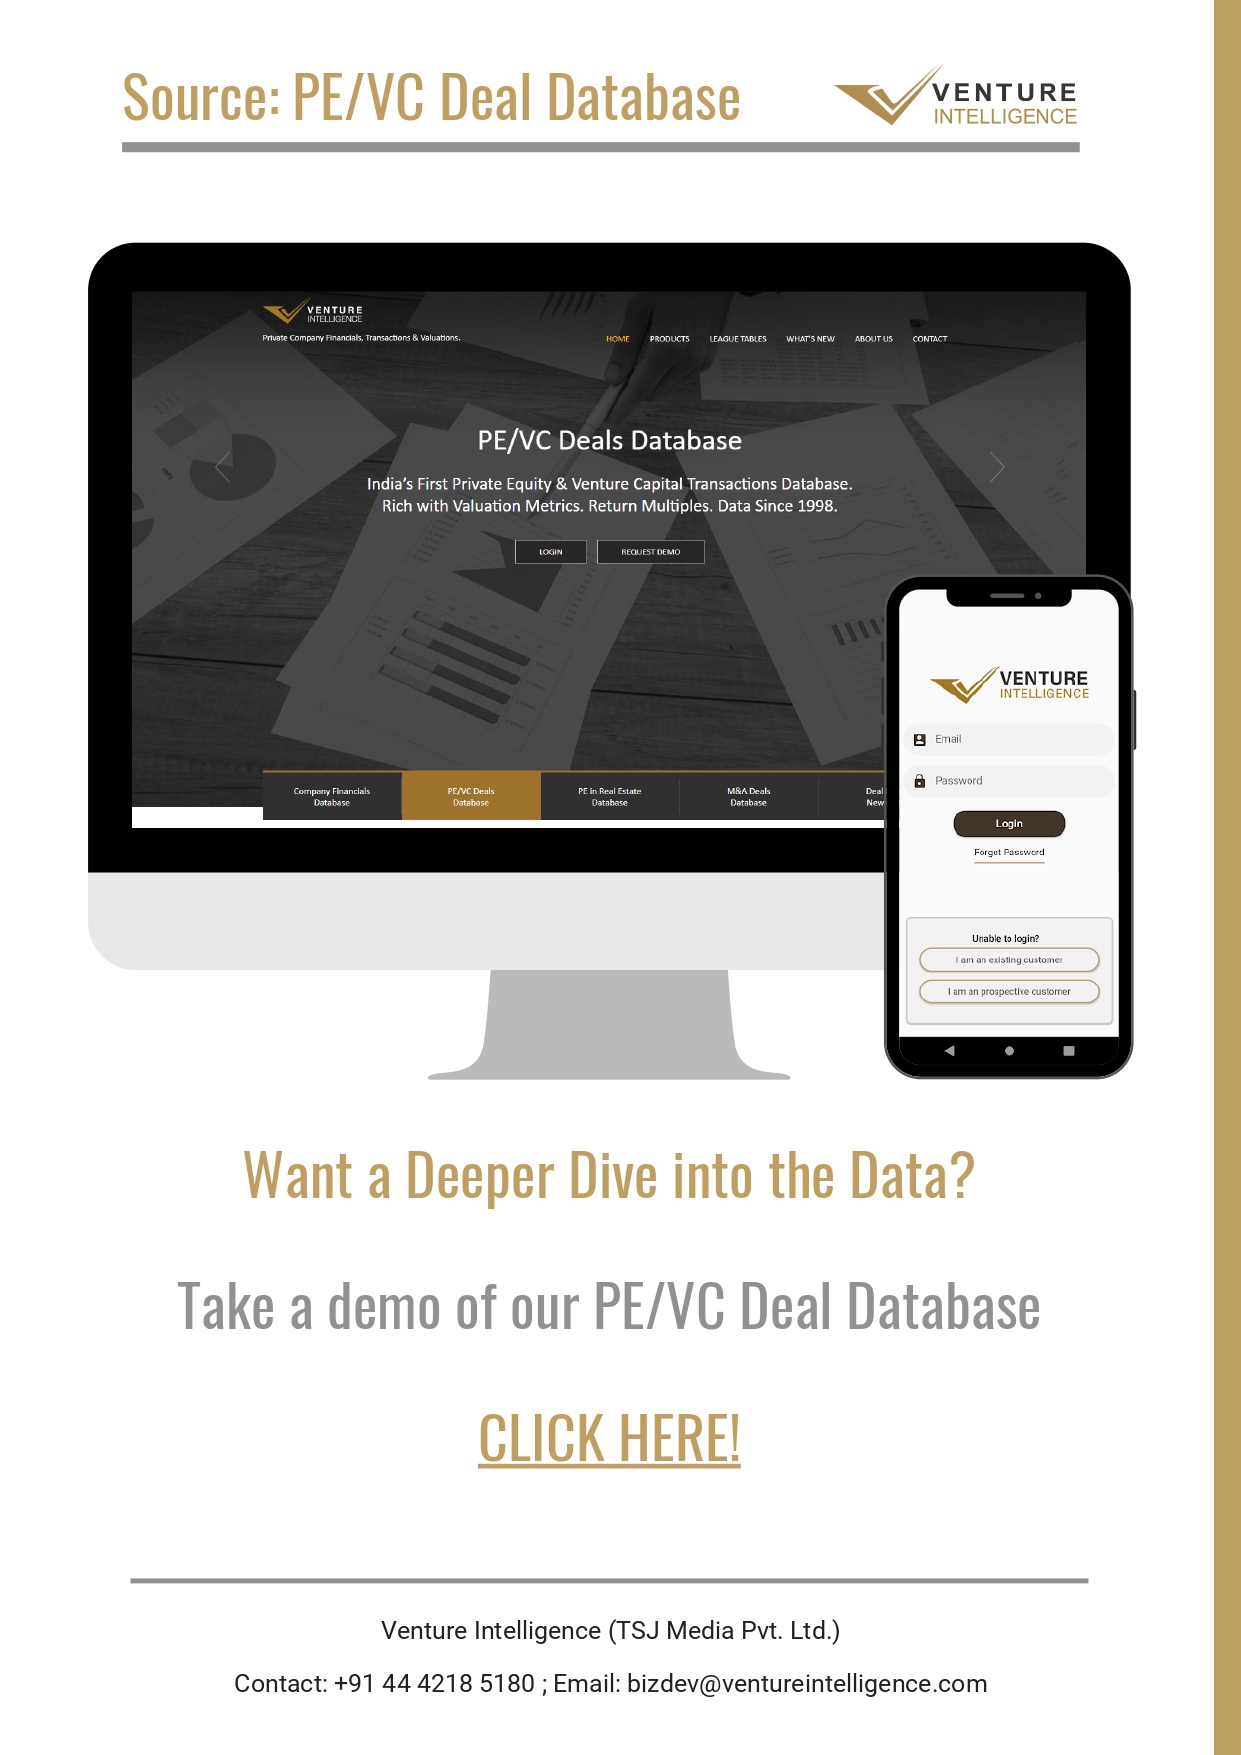 Source: PE/VC Deal Database
VENTURE
INTELLIGENCE
VENTURE
INTELLIGENCE
Private Company Financials, Transactions & Valuations.
HOME PRODUCTS LEAGUE TABLES WHAT'S NEW ABOUT US CONTACT
PE/VC Deals Database
India's First Private Equity & Venture Capital Transactions Database.
Rich with Valuation Metrics. Return Multiples. Data Since 1998.
LOGIN REQUEST DEMO
Company Financials
Database
PE/VC Deals
Database
PE in Real Estate
Database
M&A Deals
Database
Deal
New
VENTURE
INTELLIGENCE
Email
Password
Login
Forgot Password
Unable to login?
I am an existing customer
I am an prospective customer
Want a Deeper Dive into the Data?
Take a demo of our PE/VC Deal Database
CLICK HERE!
Venture Intelligence (TSJ Media Pvt. Ltd.)
Contact: +91 44 4218 5180 ; Email: bizdev@ventureintelligence.com